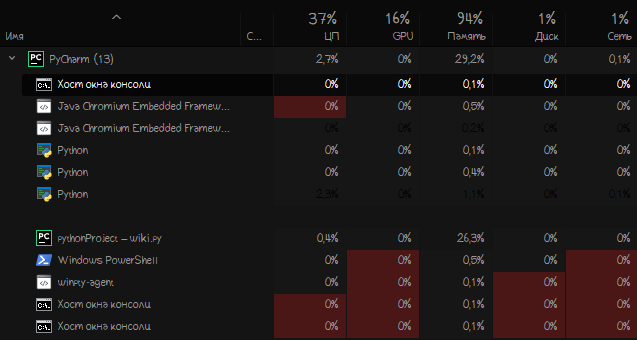 37% 16% 94% 1% 1%
Имя С... ЦП GPU Память Диск Сеть
PyCharm (13) 2,7% 0% 29,2% 0% 0,1%
Хост окна консоли 0% 0% 0,1% 0% 0%
Java Chromium Embedded Framew... 0% 0% 0,5% 0% 0%
Java Chromium Embedded Framew... 0% 0% 0,2% 0% 0%
Python 0% 0% 0,1% 0% 0%
Python 0% 0% 0,4% 0% 0%
Python 2,3% 0% 1,1% 0% 0,1%
pythonProject – wiki.py 0,4% 0% 26,3% 0% 0%
Windows PowerShell 0% 0% 0,5% 0% 0%
winpty-agent 0% 0% 0,1% 0% 0%
Хост окна консоли 0% 0% 0,1% 0% 0%
Хост окна консоли 0% 0% 0,1% 0% 0%